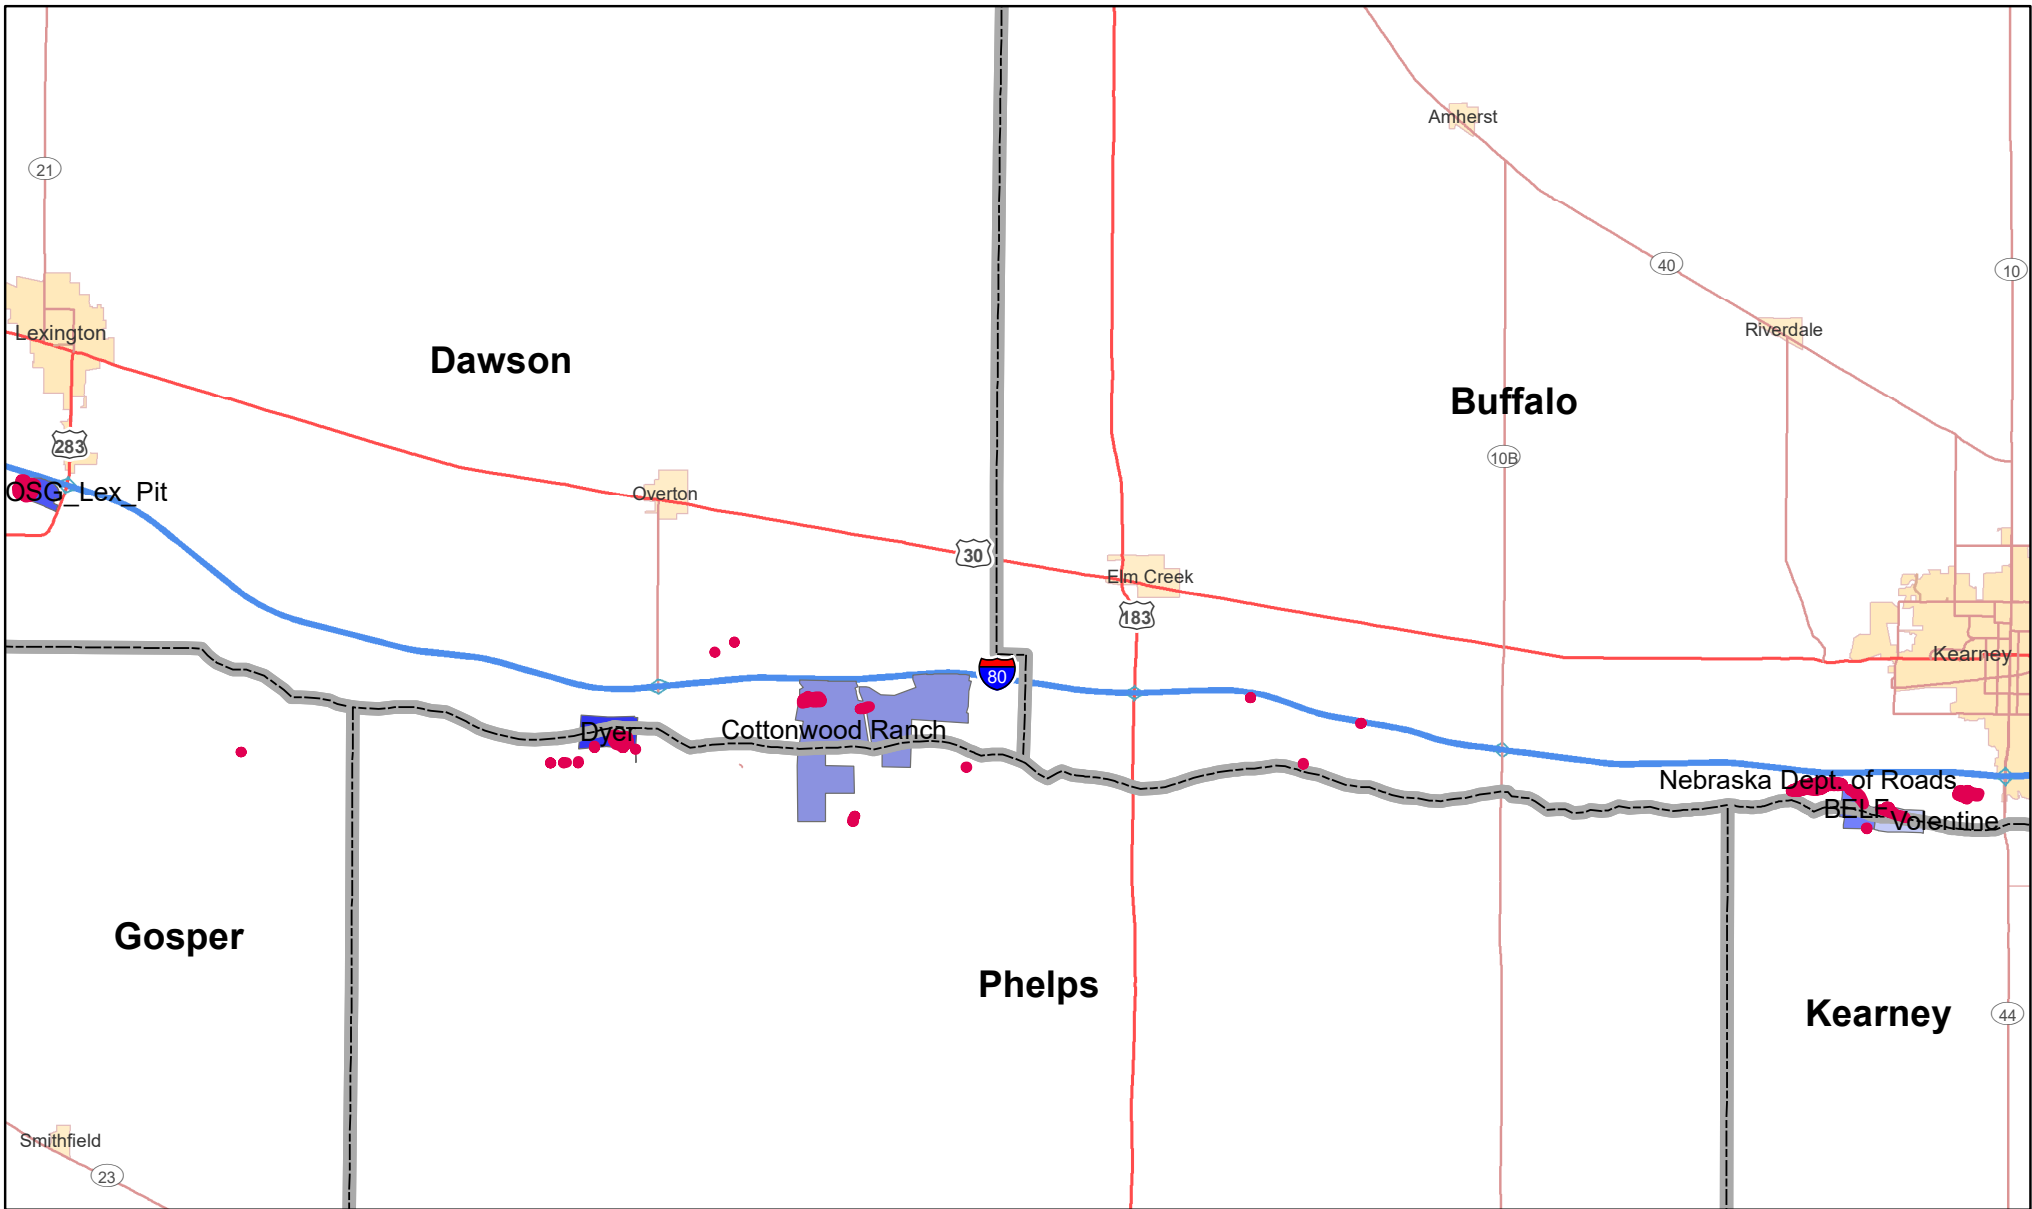 Amherst
21
40
10
Riverdale
Lexington
Dawson
Buffalo
283
10B
OSG_Lex_Pit
Overton
30
Elm Creek
183
Kearney
80
Dyer
Cottonwood Ranch
Nebraska Dept. of Roads
BELF
Volentine
Gosper
Phelps
Kearney
44
Smithfield
23